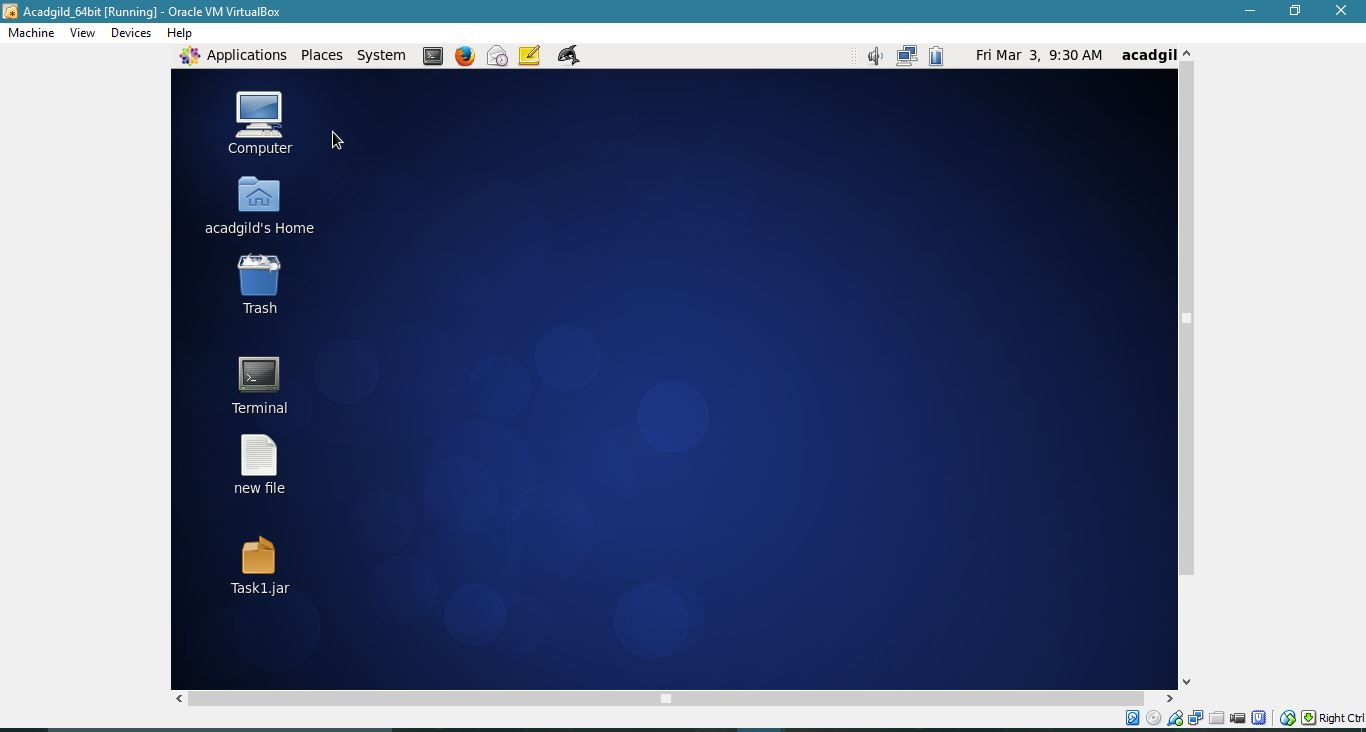 Acadgild_64bit [Running] - Oracle VM VirtualBox
Machine View Devices Help
Applications Places System Fri Mar 3, 9:30 AM acadgil
Computer
acadgild's Home
Trash
Terminal
new file
Task1.jar
Right Ctrl